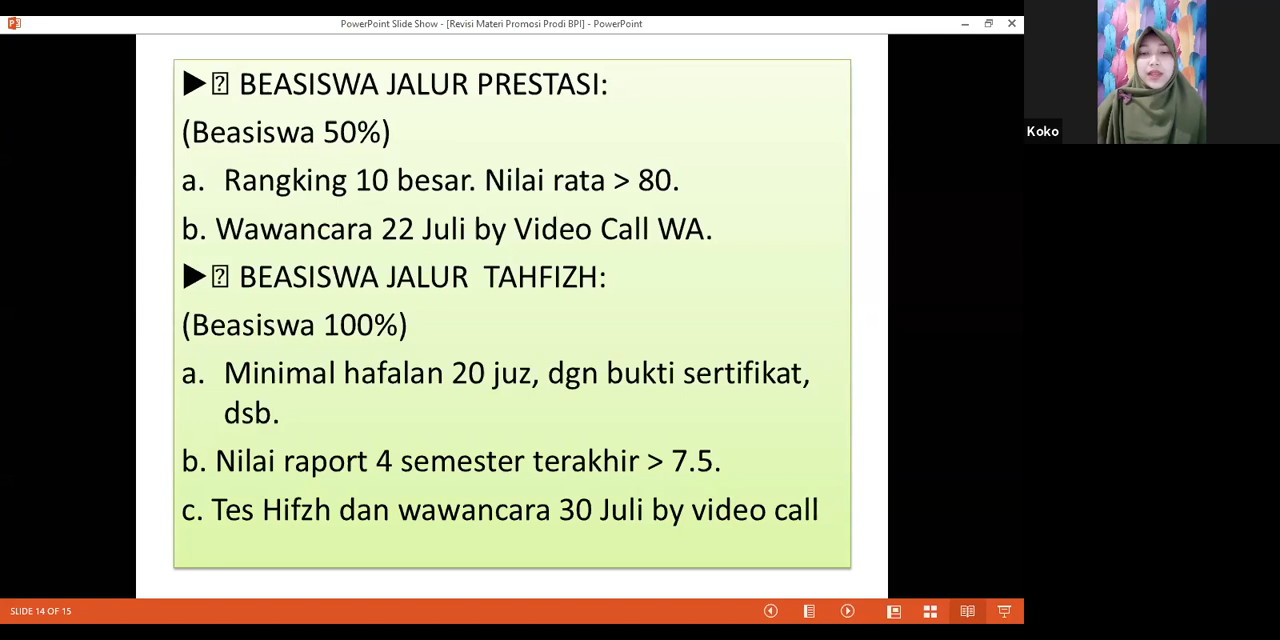 PowerPoint Slide Show - [Revisi Materi Promosi Prodi BPI] - PowerPoint
▶ BEASISWA JALUR PRESTASI:
(Beasiswa 50%)
a. Rangking 10 besar. Nilai rata > 80.
b. Wawancara 22 Juli by Video Call WA.
▶ BEASISWA JALUR TAHFIZH:
(Beasiswa 100%)
a. Minimal hafalan 20 juz, dgn bukti sertifikat,
dsb.
b. Nilai raport 4 semester terakhir > 7.5.
c. Tes Hifzh dan wawancara 30 Juli by video call
SLIDE 14 OF 15
Koko